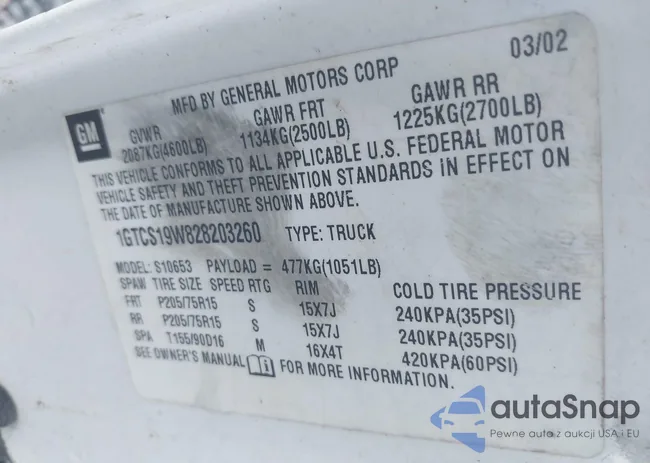 03/02
MFD BY GENERAL MOTORS CORP
GM
GVWR GAWR FRT GAWR RR
2087KG(4600LB) 1134KG(2500LB) 1225KG(2700LB)
THIS VEHICLE CONFORMS TO ALL APPLICABLE U.S. FEDERAL MOTOR
VEHICLE SAFETY AND THEFT PREVENTION STANDARDS IN EFFECT ON
THE DATE OF MANUFACTURE SHOWN ABOVE.
1GTCS19W828203260 TYPE: TRUCK
MODEL: S10653 PAYLOAD = 477KG(1051LB)
SPAW TIRE SIZE SPEED RTG RIM COLD TIRE PRESSURE
FRT P205/75R15 S 15X7J 240KPA(35PSI)
RR P205/75R15 S 15X7J 240KPA(35PSI)
SPA T155/90D16 M 16X4T 420KPA(60PSI)
SEE OWNER'S MANUAL FOR MORE INFORMATION.
autaSnap
Pewne auta z aukcji USA i EU